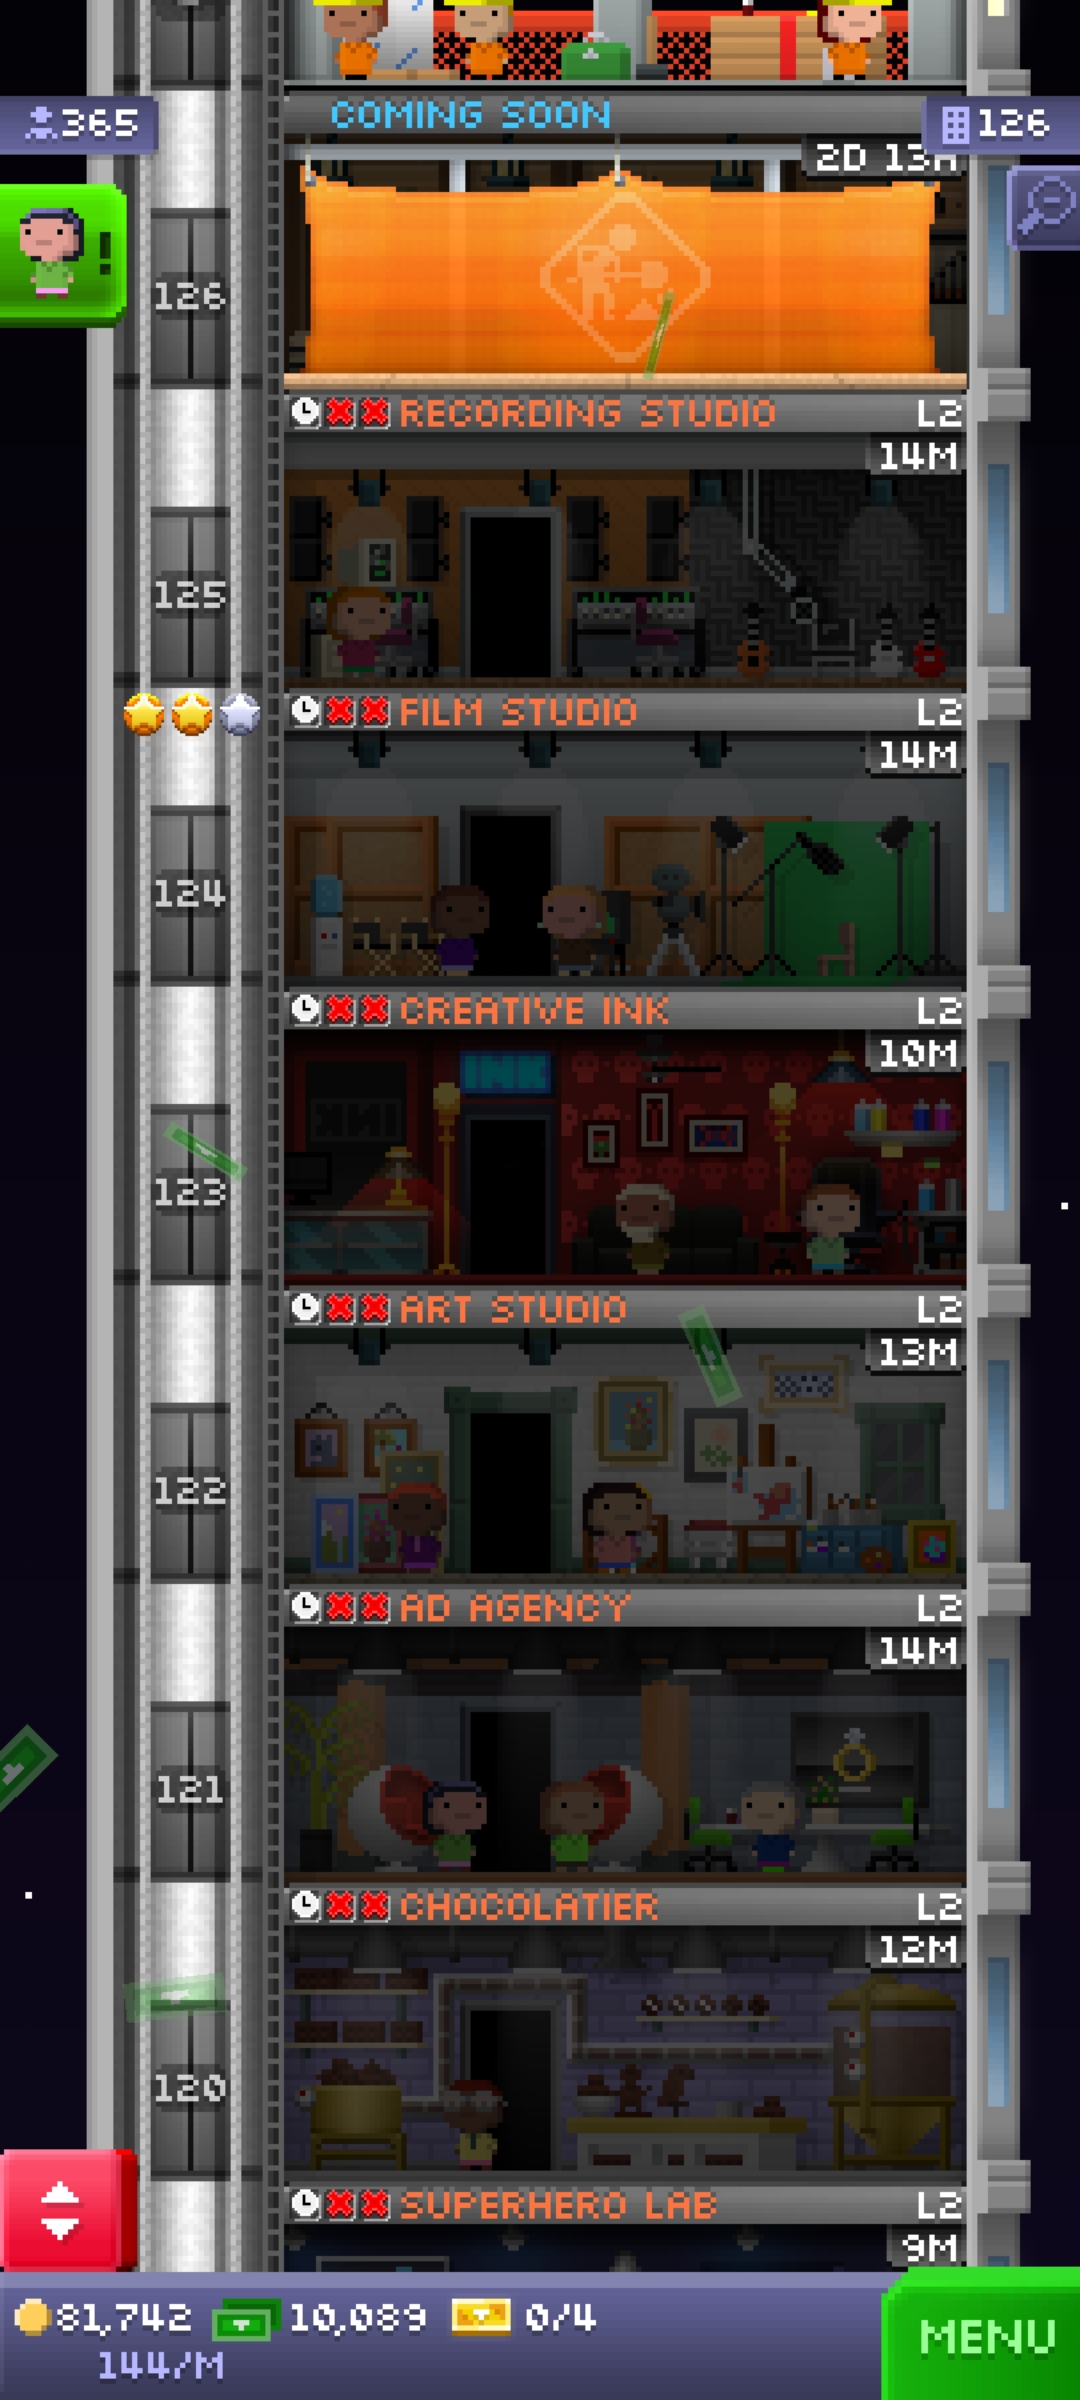 COMING SOON
365
126
2D 13H
126
RECORDING STUDIO L2
14M
125
FILM STUDIO L2
14M
124
CREATIVE INK L2
10M
INK
123
ART STUDIO L2
13M
122
AD AGENCY L2
14M
121
CHOCOLATIER L2
12M
120
SUPERHERO LAB L2
9M
81,742 10,089 0/4
144/M
MENU